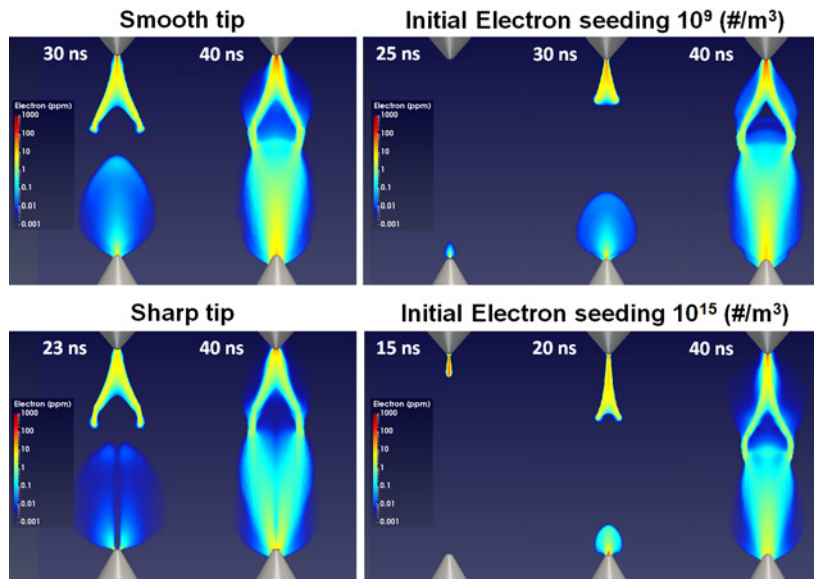 Smooth tip
30 ns
40 ns
Electron (ppm)
1000
100
10
1
0.1
0.01
0.001
Initial Electron seeding 10⁹ (#/m³)
25 ns
30 ns
40 ns
Electron (ppm)
1000
100
10
1
0.1
0.01
0.001
Sharp tip
23 ns
40 ns
Electron (ppm)
1000
100
10
1
0.1
0.01
0.001
Initial Electron seeding 10¹⁵ (#/m³)
15 ns
20 ns
40 ns
Electron (ppm)
1000
100
10
1
0.1
0.01
0.001